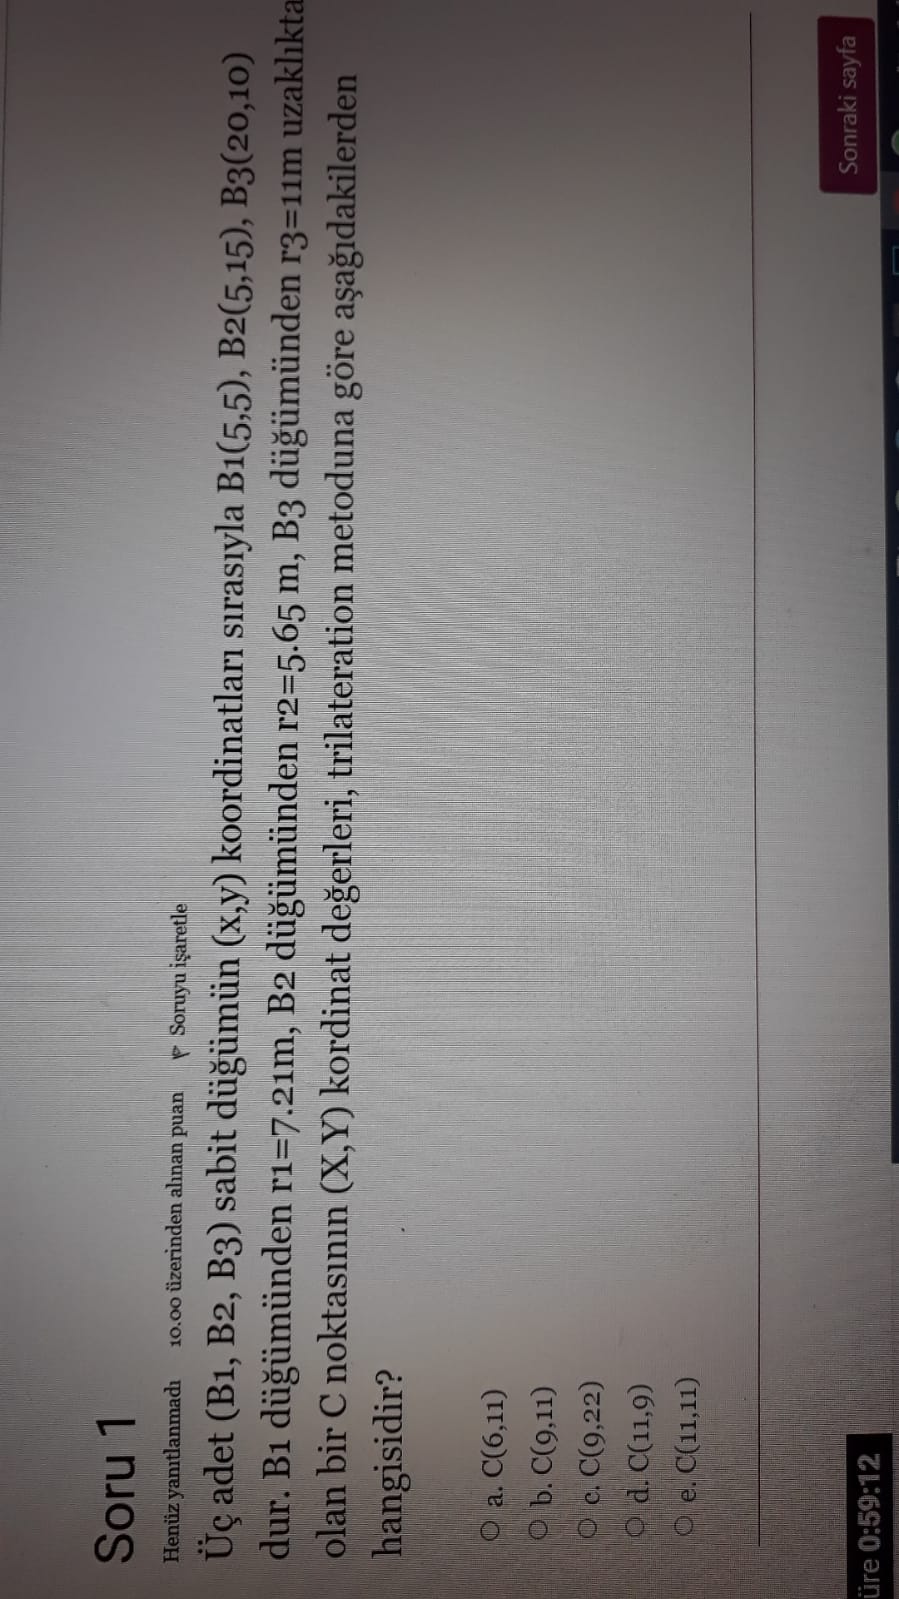 Soru 1
Henüz yanıtlanmadı 10.00 üzerinden alınan puan Soruyu işaretle
Üç adet (B1, B2, B3) sabit düğümün (x,y) koordinatları sırasıyla B1(5,5), B2(5,15), B3(20,10)
dur. B1 düğümünden r1=7.21m, B2 düğümünden r2=5.65 m, B3 düğümünden r3=11m uzaklıkta
olan bir C noktasının (X,Y) kordinat değerleri, trilateration metoduna göre aşağıdakilerden
hangisidir?
a. C(6,11)
b. C(9,11)
c. C(9,22)
d. C(11,9)
e. C(11,11)
Sonraki sayfa
üre 0:59:12